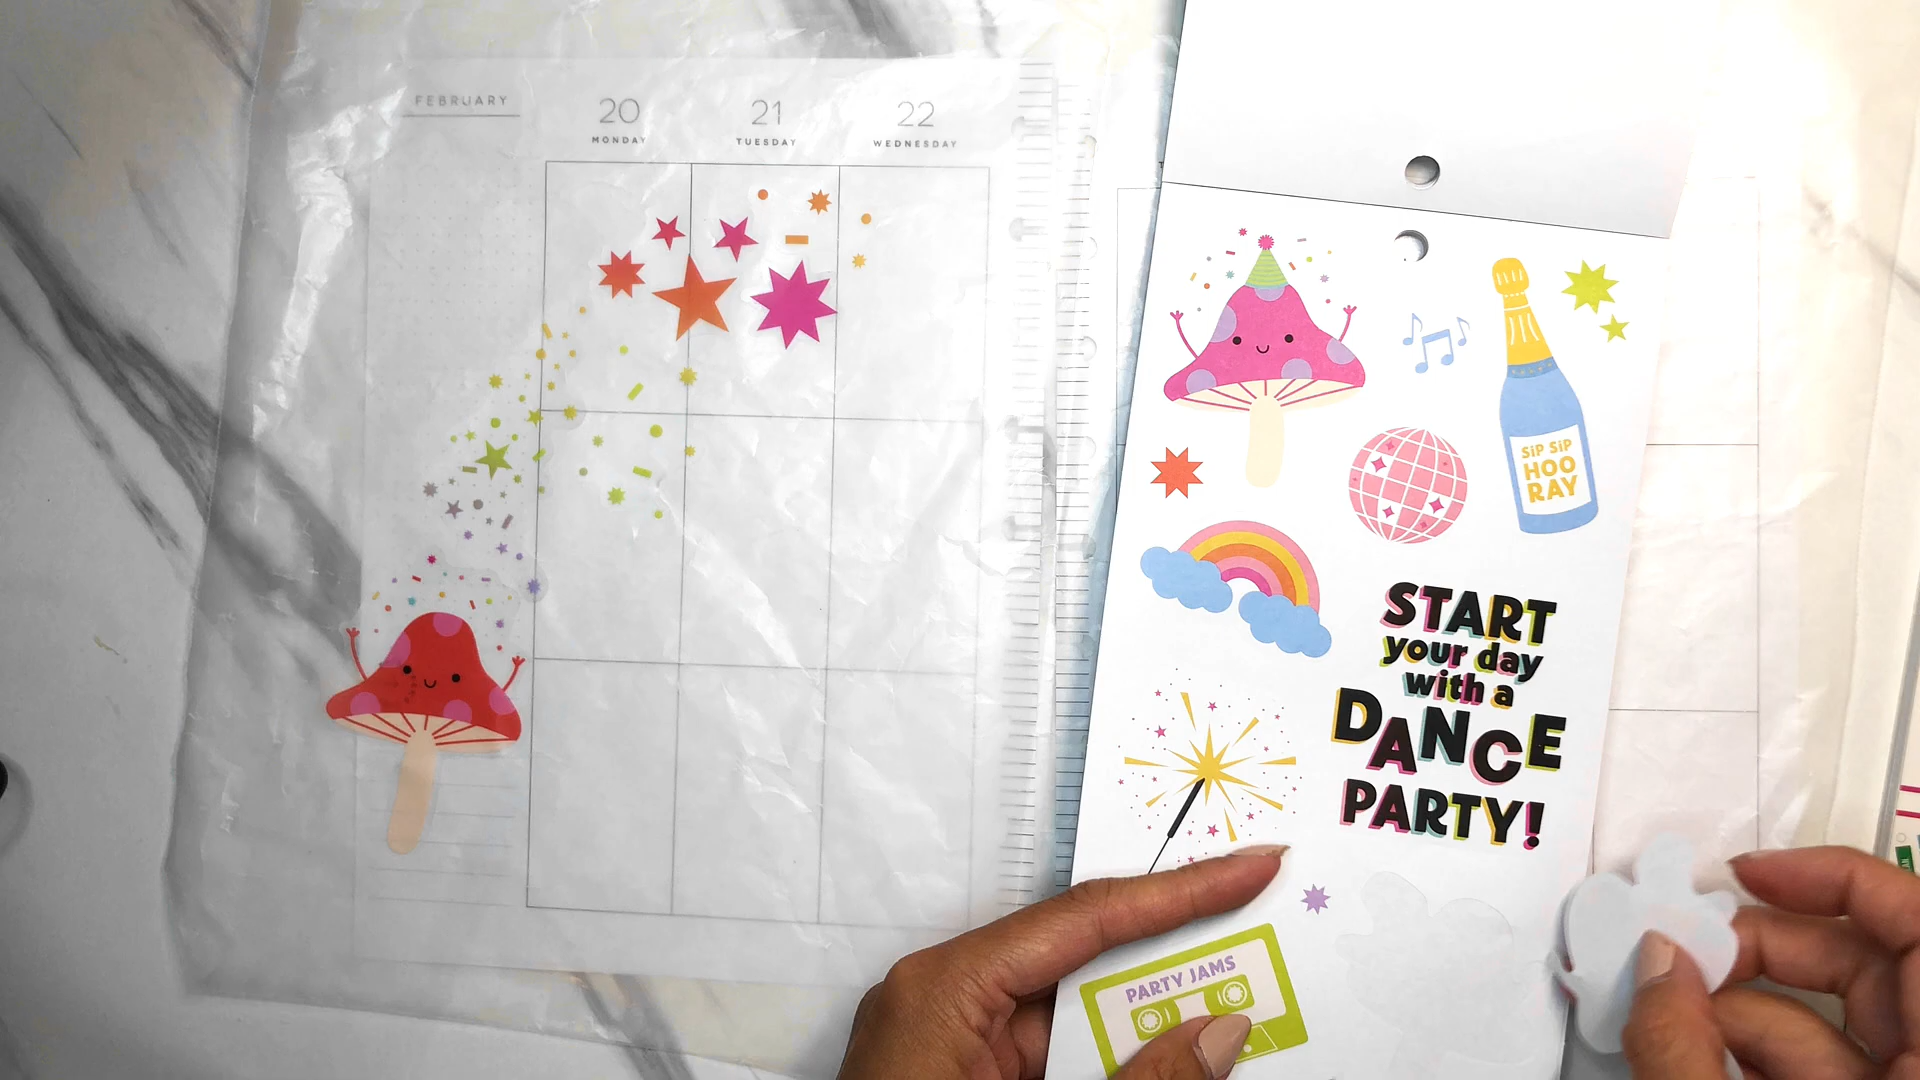 FEBRUARY
20
MONDAY
21
TUESDAY
22
WEDNESDAY
SiP SiP
HOO
RAY
START
your day
with a
DANCE
PARTY!
PARTY JAMS